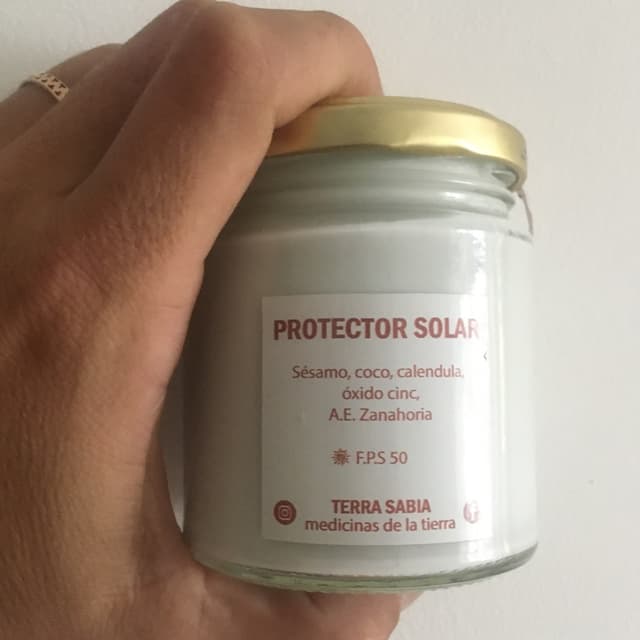 PROTECTOR SOLAR
Sésamo, coco, calendula,
óxido cinc,
A.E. Zanahoria
F.P.S 50
TERRA SABIA
medicinas de la tierra